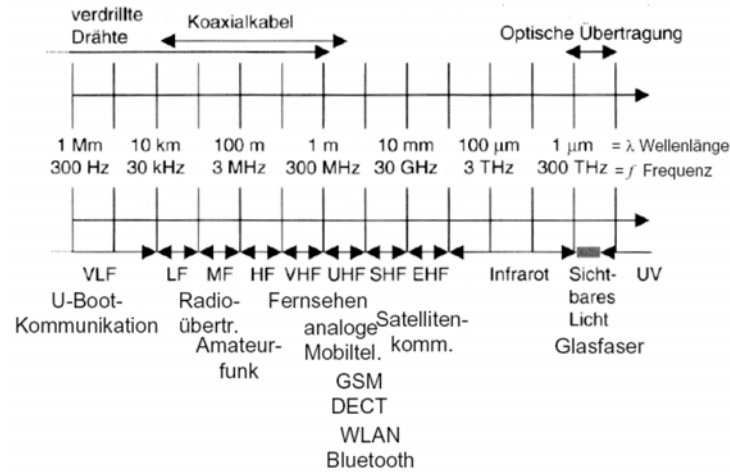 verdrillte
Drähte
Koaxialkabel
Optische Übertragung
1 Mm 10 km 100 m 1 m 10 mm 100 µm 1 µm = λ Wellenlänge
300 Hz 30 kHz 3 MHz 300 MHz 30 GHz 3 THz 300 THz = f Frequenz
VLF LF MF HF VHF UHF SHF EHF Infrarot Sicht- UV
bares
Licht
U-Boot-
Kommunikation
Radio-
übertr.
Amateur-
funk
Fernsehen
analoge
Mobiltel.
GSM
DECT
WLAN
Bluetooth
Satelliten-
komm.
Glasfaser